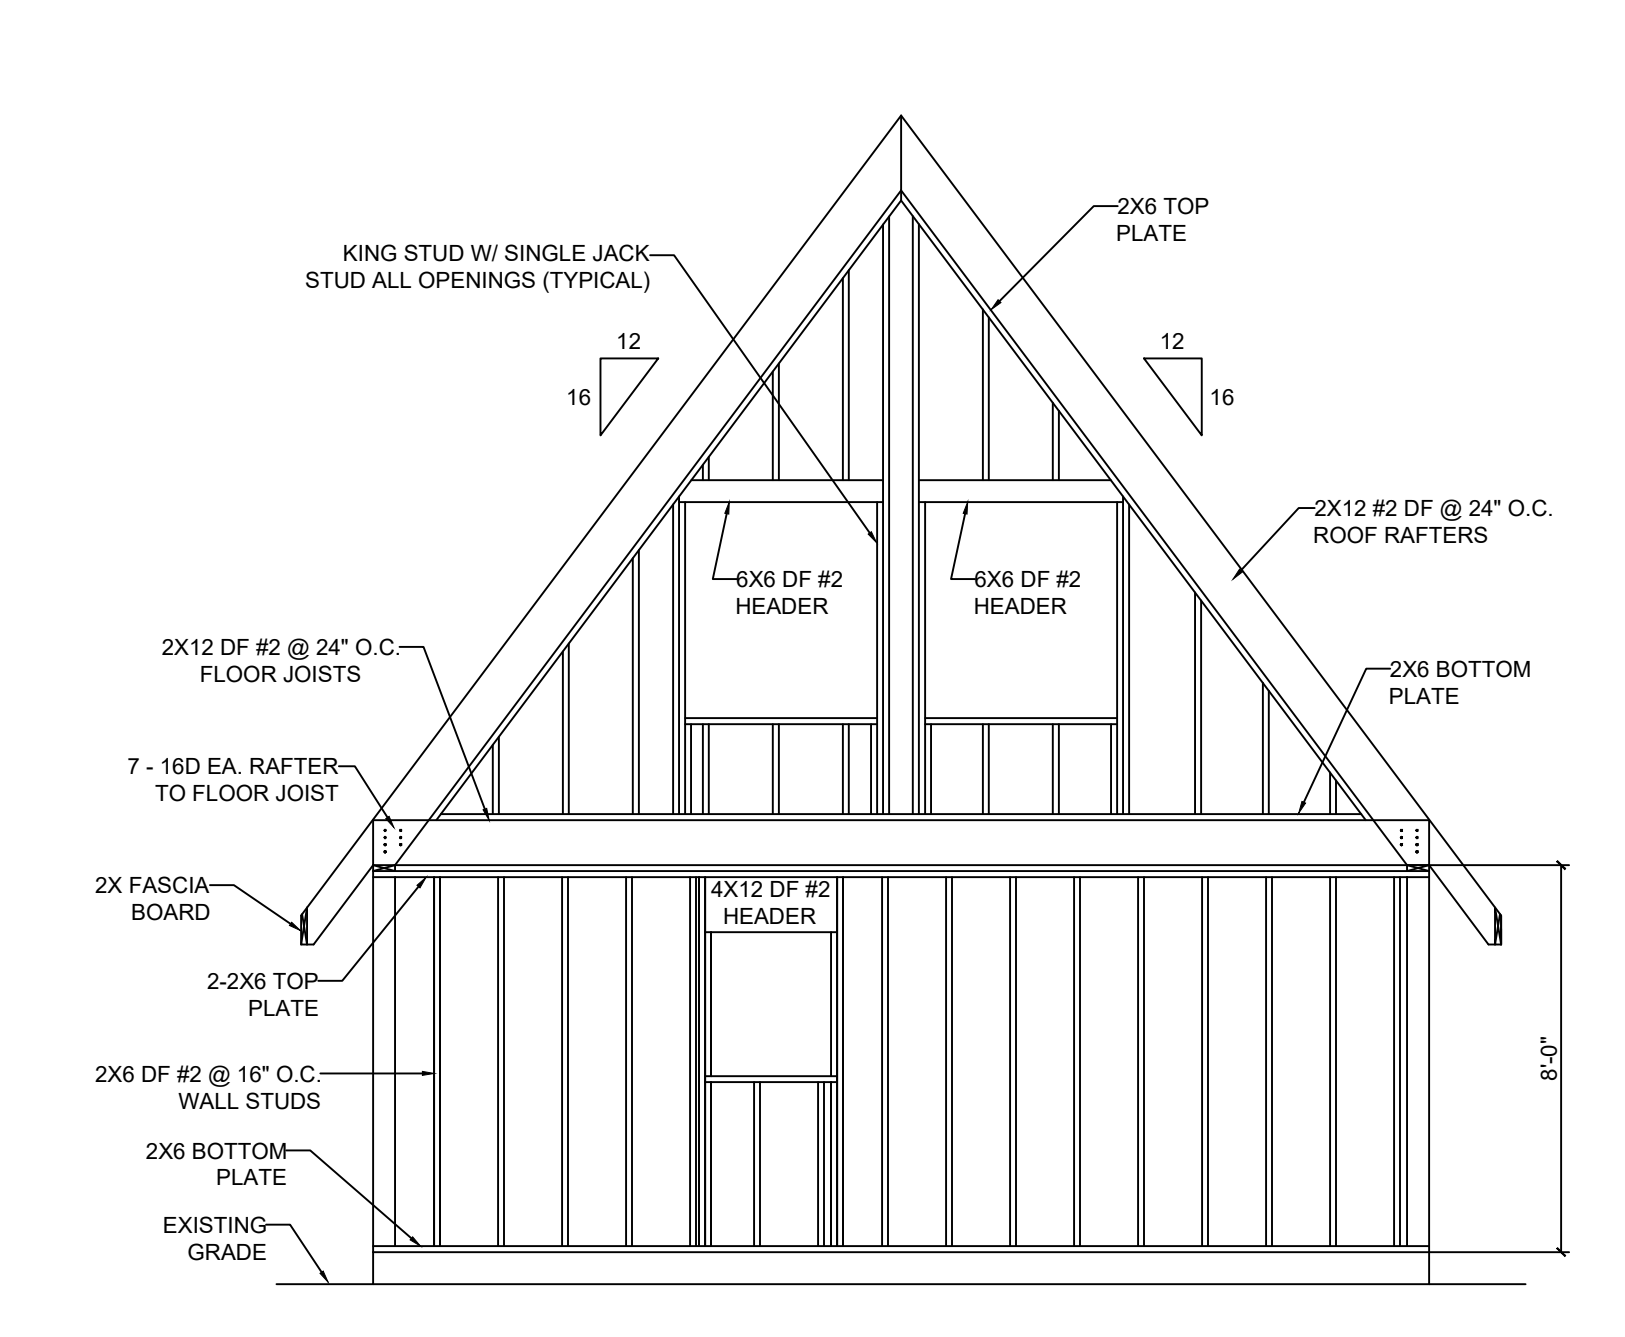 2X6 TOP
PLATE
KING STUD W/ SINGLE JACK
STUD ALL OPENINGS (TYPICAL)
12
16
12
16
2X12 #2 DF @ 24" O.C.
ROOF RAFTERS
6X6 DF #2
HEADER
6X6 DF #2
HEADER
2X12 DF #2 @ 24" O.C.
FLOOR JOISTS
2X6 BOTTOM
PLATE
7 - 16D EA. RAFTER
TO FLOOR JOIST
2X FASCIA
BOARD
4X12 DF #2
HEADER
2-2X6 TOP
PLATE
8'-0"
2X6 DF #2 @ 16" O.C.
WALL STUDS
2X6 BOTTOM
PLATE
EXISTING
GRADE